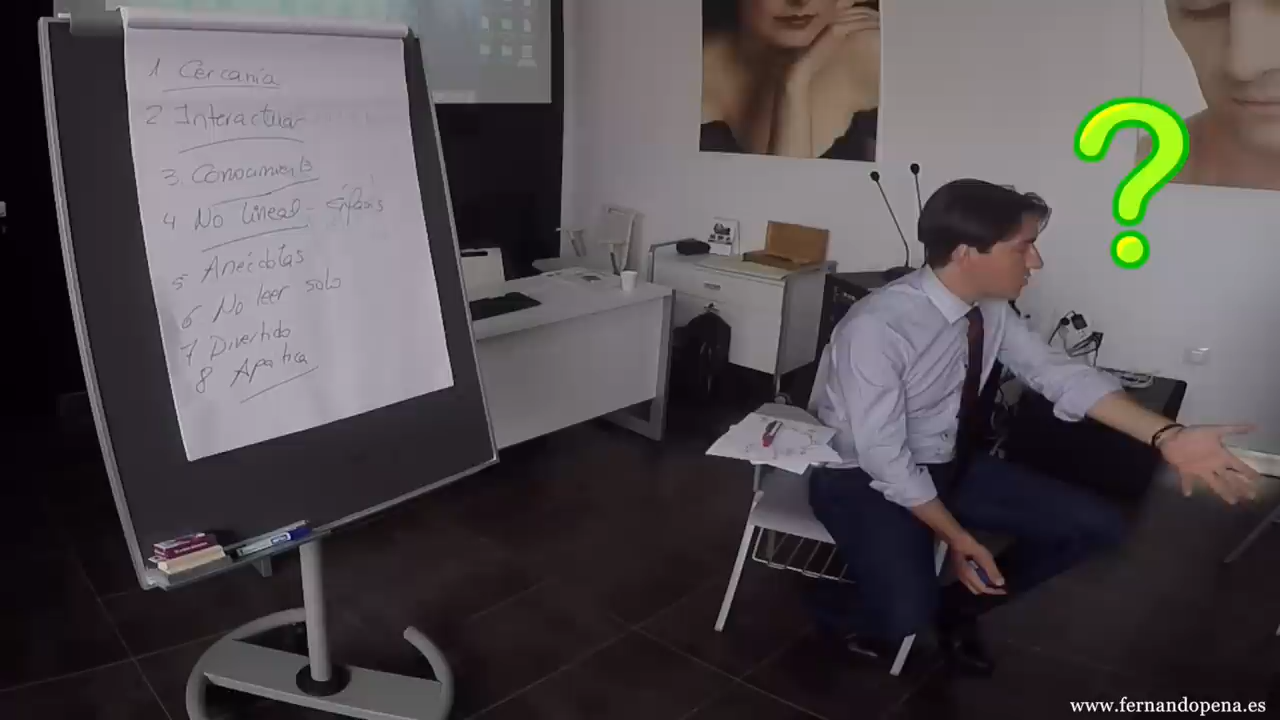 1 Cercanía
2 Interactuar
3. Conocimiento
4 No lineal - énfasis
5 Anécdotas
6 No leer solo
7 Divertido
8 Apatica
www.fernandopena.es